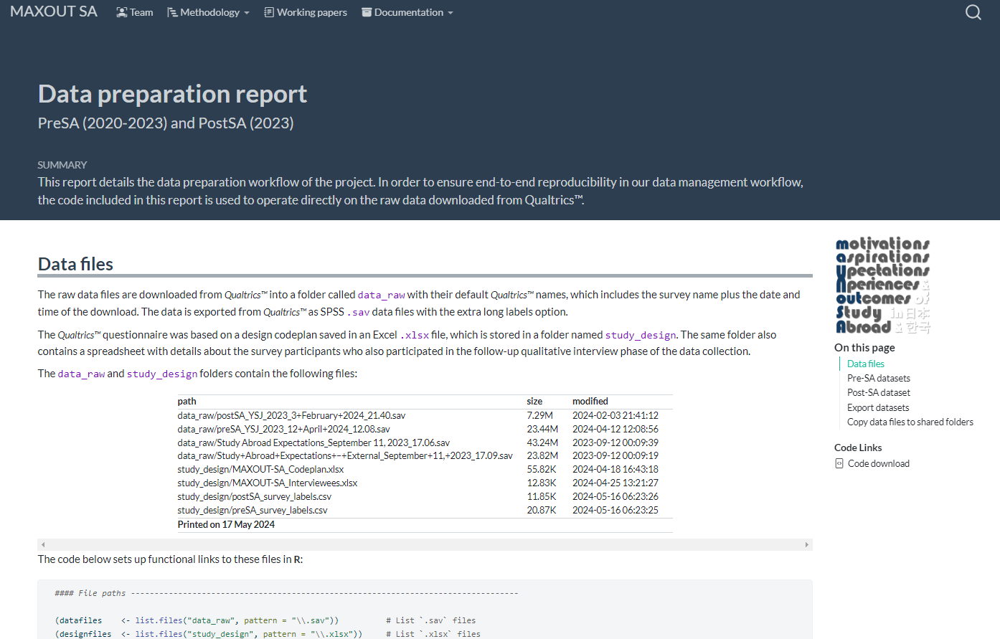 MAXOUT SA Team Methodology Working papers Documentation
Data preparation report
PreSA (2020-2023) and PostSA (2023)
SUMMARY
This report details the data preparation workflow of the project. In order to ensure end-to-end reproducibility in our data management workflow,
the code included in this report is used to operate directly on the raw data downloaded from Qualtrics™.
Data files
The raw data files are downloaded from Qualtrics™ into a folder called data_raw with their default Qualtrics™ names, which includes the survey name plus the date and
time of the download. The data is exported from Qualtrics™ as SPSS .sav data files with the extra long labels option.
The Qualtrics™ questionnaire was based on a design codeplan saved in an Excel .xlsx file, which is stored in a folder named study_design. The same folder also
contains a spreadsheet with details about the survey participants who also participated in the follow-up qualitative interview phase of the data collection.
The data_raw and study_design folders contain the following files:
path size modified
data_raw/postSA_YSJ_2023_3+February+2024_21.40.sav 7.29M 2024-02-03 21:41:12
data_raw/preSA_YSJ_2023_12+April+2024_12.08.sav 23.44M 2024-04-12 12:08:56
data_raw/Study Abroad Expectations_September 11, 2023_17.06.sav 43.24M 2023-09-12 00:09:39
data_raw/Study+Abroad+Expectations+-+External_September+11,+2023_17.09.sav 23.82M 2023-09-12 00:09:19
study_design/MAXOUT-SA_Codeplan.xlsx 55.82K 2024-04-18 16:43:18
study_design/MAXOUT-SA_Interviewees.xlsx 12.83K 2024-04-25 13:21:27
study_design/postSA_survey_labels.csv 11.85K 2024-05-16 06:23:26
study_design/preSA_survey_labels.csv 20.87K 2024-05-16 06:23:25
Printed on 17 May 2024
The code below sets up functional links to these files in R:
#### File paths ----------------------------------------------------------------------------------
(datafiles <- list.files("data_raw", pattern = "\\.sav")) # List `.sav` files
(designfiles <- list.files("study_design", pattern = "\\.xlsx")) # List `.xlsx` files
motivations
aspirations
Xpectations
Xperiences &
outcomes of
Study in 日本
Abroad & 한국
On this page
Data files
Pre-SA datasets
Post-SA dataset
Export datasets
Copy data files to shared folders
Code Links
Code download